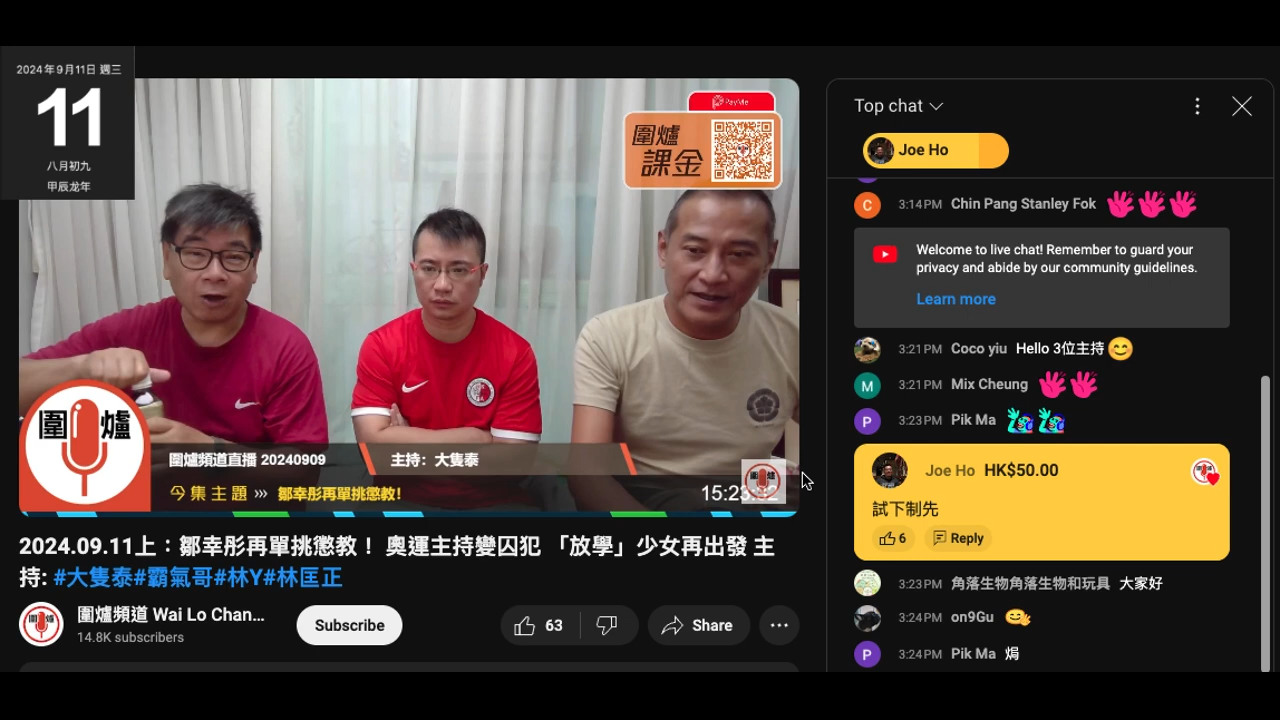 2024年9月11日 週三
11
八月初九
甲辰龙年
PayMe
圍爐
課金
圍爐
圍爐頻道直播 20240909
主持：大隻泰
今集主題 »› 鄒幸彤再單挑懲教！
圍爐
2024.09.11上：鄒幸彤再單挑懲教！ 奧運主持變囚犯 「放學」少女再出發 主
持: #大隻泰#霸氣哥#林Y#林匡正
圍爐
圍爐頻道 Wai Lo Chan...
14.8K subscribers
Subscribe
63
Share
Top chat
Joe Ho
C
3:14 PM Chin Pang Stanley Fok
Welcome to live chat! Remember to guard your
privacy and abide by our community guidelines.
Learn more
3:21 PM Coco yiu Hello 3位主持
M
3:21 PM Mix Cheung
P
3:23 PM Pik Ma
Joe Ho HK$50.00
試下制先
6
Reply
3:23 PM 角落生物角落生物和玩具 大家好
3:24 PM on9Gu
P
3:24 PM Pik Ma 焗